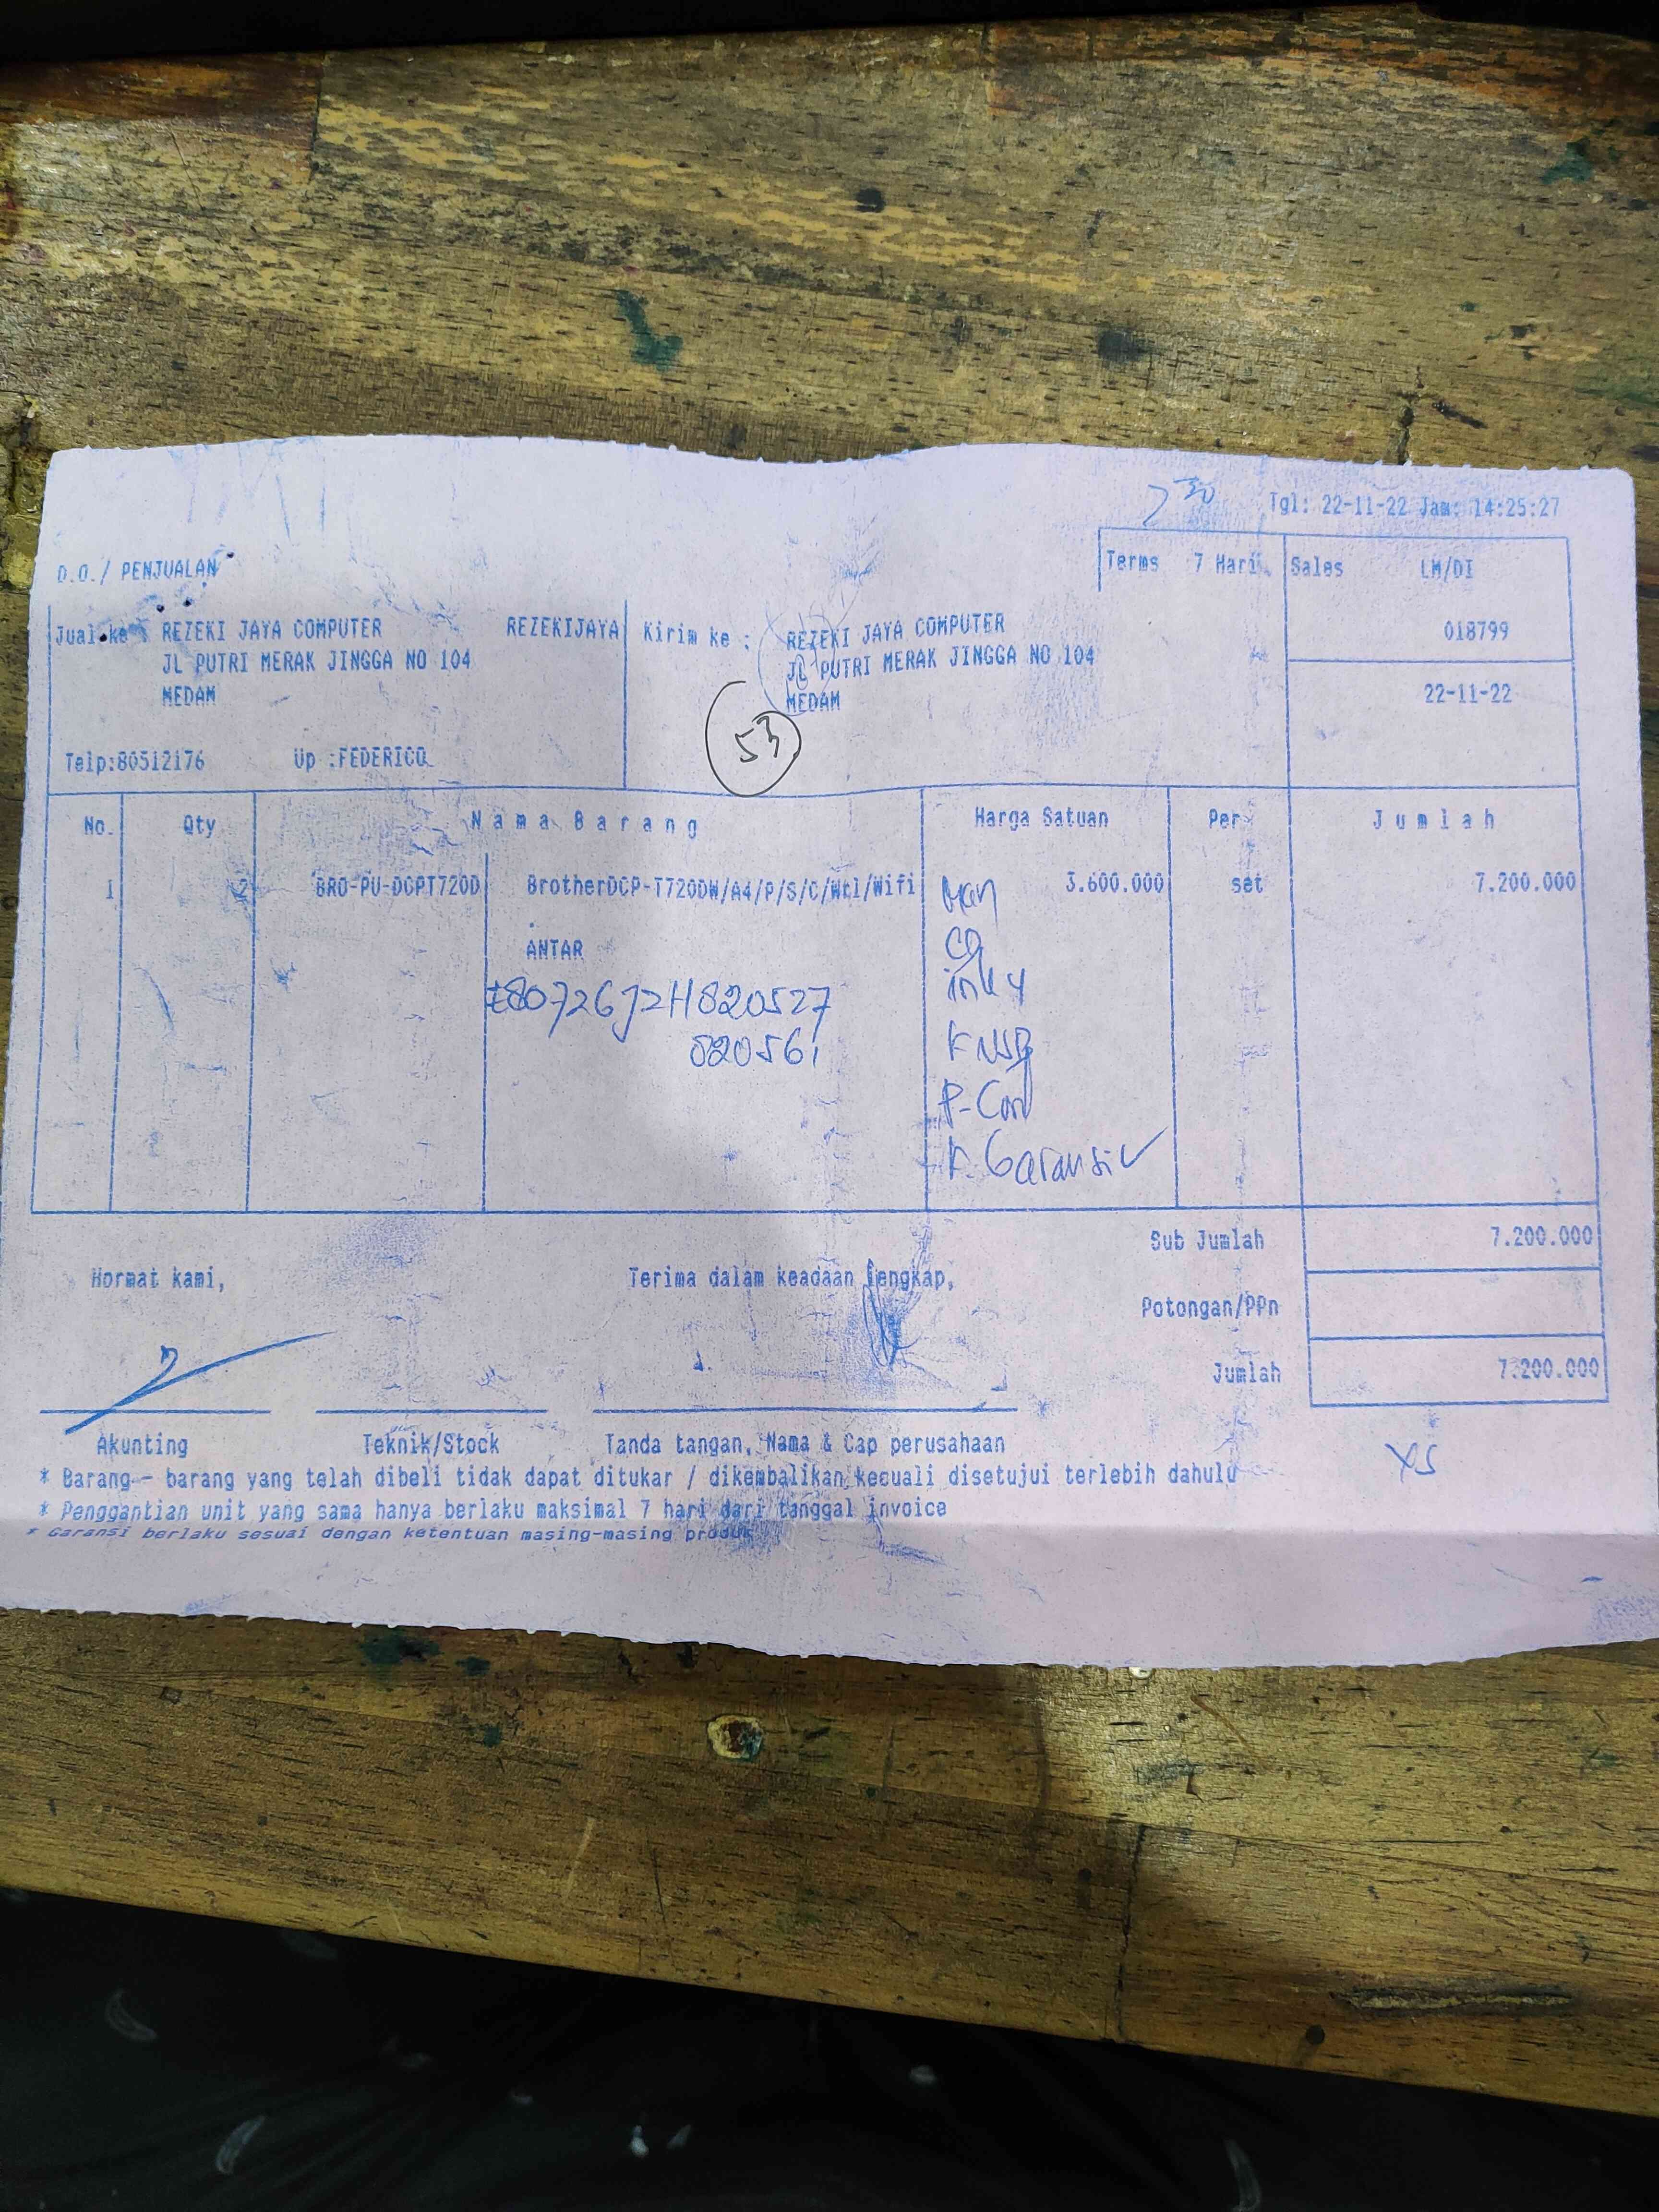 Tgl: 22-11-22 Jam: 14:25:27
D.O./ PENJUALAN
Terms 7 Hari Sales LM/DI
Jual ke : REZEKI JAYA COMPUTER REZEKIJAYA Kirim ke : REZEKI JAYA COMPUTER
018799
JL PUTRI MERAK JINGGA NO 104 JL PUTRI MERAK JINGGA NO 104
MEDAM MEDAM
22-11-22
53
Telp:80512176 Up :FEDERICO
No. Qty Nama Barang Harga Satuan Per Jumlah
1 2 BRO-PU-DCPT720D BrotherDCP-T720DW/A4/P/S/C/Wrl/Wifi 3.600.000 set 7.200.000
ANTAR
CD
E80726J2H820527
ink 4
820561
K USB
P-Cord
K. Garansi ✓
Sub Jumlah 7.200.000
Hormat kami, Terima dalam keadaan lengkap,
Potongan/PPn
Jumlah 7.200.000
Akunting Teknik/Stock Tanda tangan, Nama & Cap perusahaan
* Barang - barang yang telah dibeli tidak dapat ditukar / dikembalikan kecuali disetujui terlebih dahulu
* Penggantian unit yang sama hanya berlaku maksimal 7 hari dari tanggal invoice
* Garansi berlaku sesuai dengan ketentuan masing-masing produk